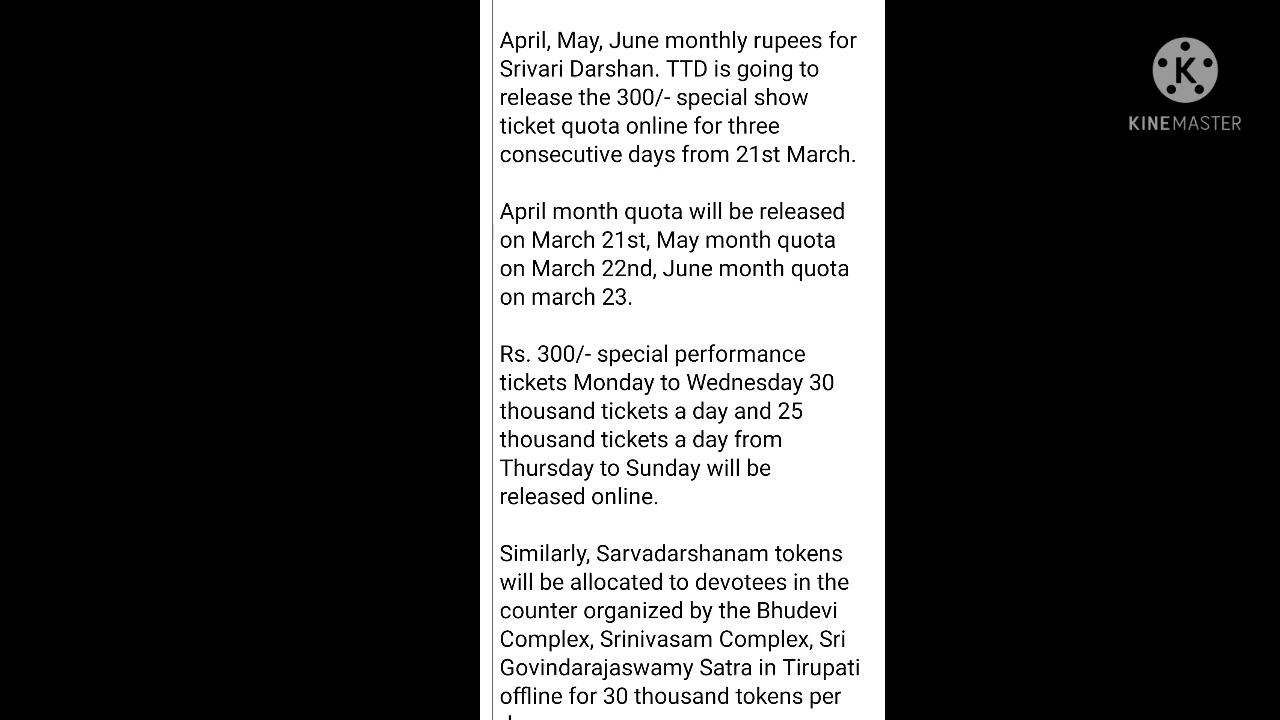 April, May, June monthly rupees for
Srivari Darshan. TTD is going to
release the 300/- special show
ticket quota online for three
consecutive days from 21st March.
April month quota will be released
on March 21st, May month quota
on March 22nd, June month quota
on march 23.
Rs. 300/- special performance
tickets Monday to Wednesday 30
thousand tickets a day and 25
thousand tickets a day from
Thursday to Sunday will be
released online.
Similarly, Sarvadarshanam tokens
will be allocated to devotees in the
counter organized by the Bhudevi
Complex, Srinivasam Complex, Sri
Govindarajaswamy Satra in Tirupati
offline for 30 thousand tokens per
K
KINEMASTER